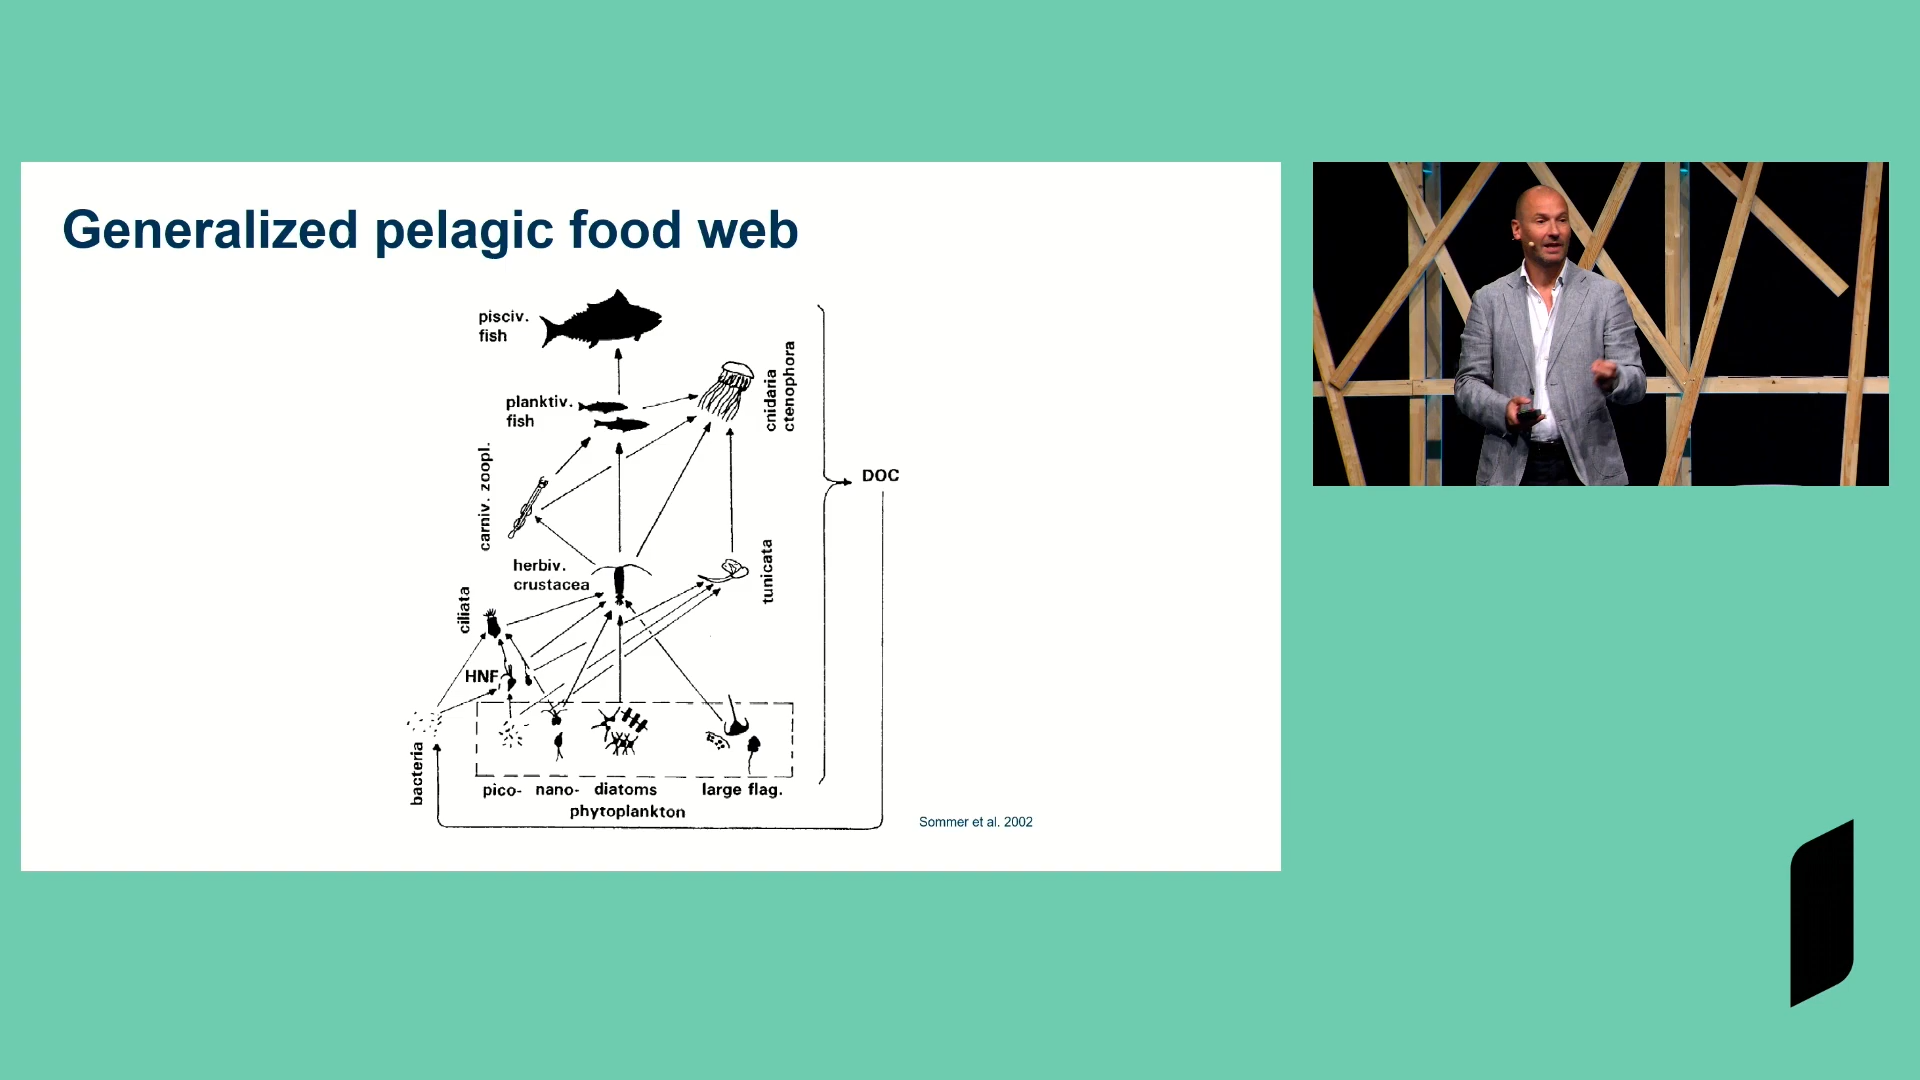 Generalized pelagic food web
pisciv.
fish
planktiv.
fish
cnidaria
ctenophora
carniv. zoopl.
DOC
herbiv.
crustacea
tunicata
ciliata
HNF
bacteria
pico- nano- diatoms large flag.
phytoplankton
Sommer et al. 2002